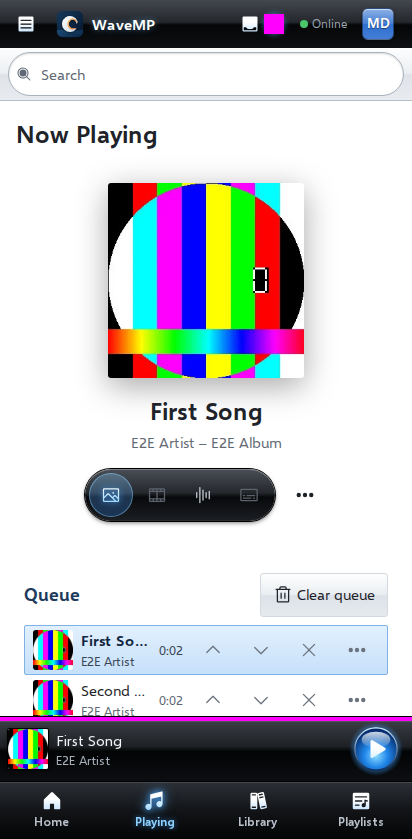 WaveMP
Online
MD
Search
Now Playing
First Song
E2E Artist – E2E Album
Queue
Clear queue
First So...
E2E Artist
0:02
Second ...
E2E Artist
0:02
First Song
E2E Artist
Home
Playing
Library
Playlists